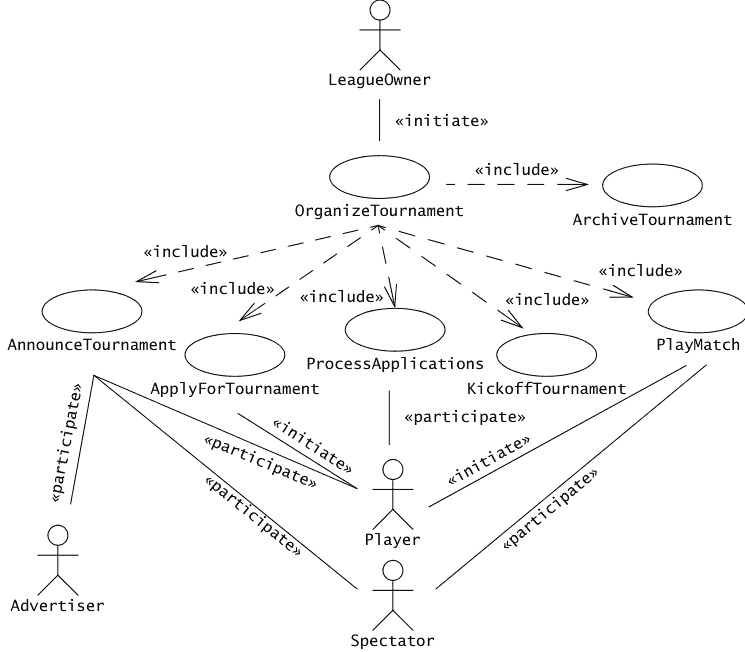 LeagueOwner
«initiate»
«include»
OrganizeTournament
ArchiveTournament
«include»
«include»
«include»
«include»
«include»
AnnounceTournament
ApplyForTournament
ProcessApplications
KickoffTournament
PlayMatch
«participate»
«participate»
«initiate»
«participate»
«initiate»
«participate»
«participate»
Player
Advertiser
Spectator